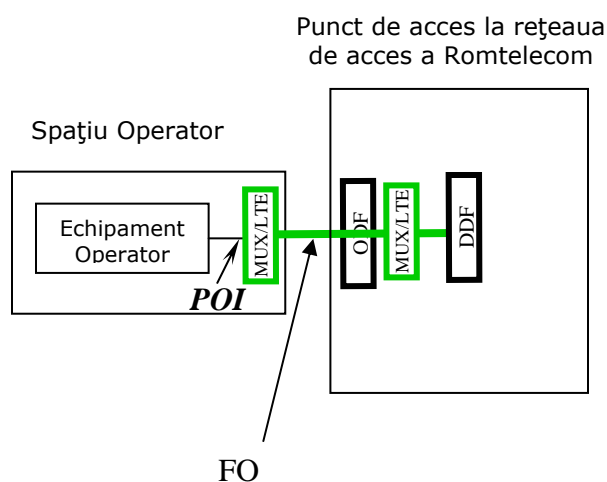 Punct de acces la reţeaua
de acces a Romtelecom
Spaţiu Operator
Echipament
Operator
MUX/LTE
POI
ODF
MUX/LTE
DDF
FO